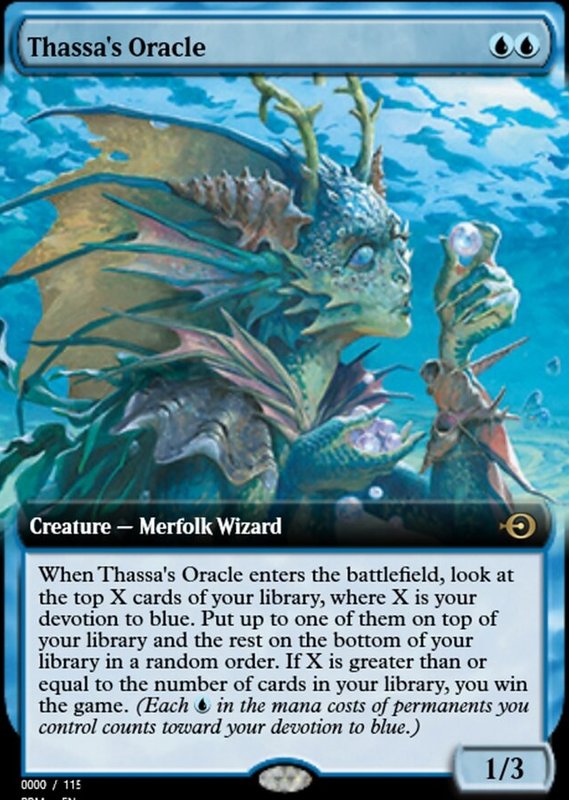 Thassa's Oracle
Creature — Merfolk Wizard
When Thassa's Oracle enters the battlefield, look at
the top X cards of your library, where X is your
devotion to blue. Put up to one of them on top of
your library and the rest on the bottom of your
library in a random order. If X is greater than or
equal to the number of cards in your library, you win
the game. (Each in the mana costs of permanents you
control counts toward your devotion to blue.)
1/3
0000 / 115